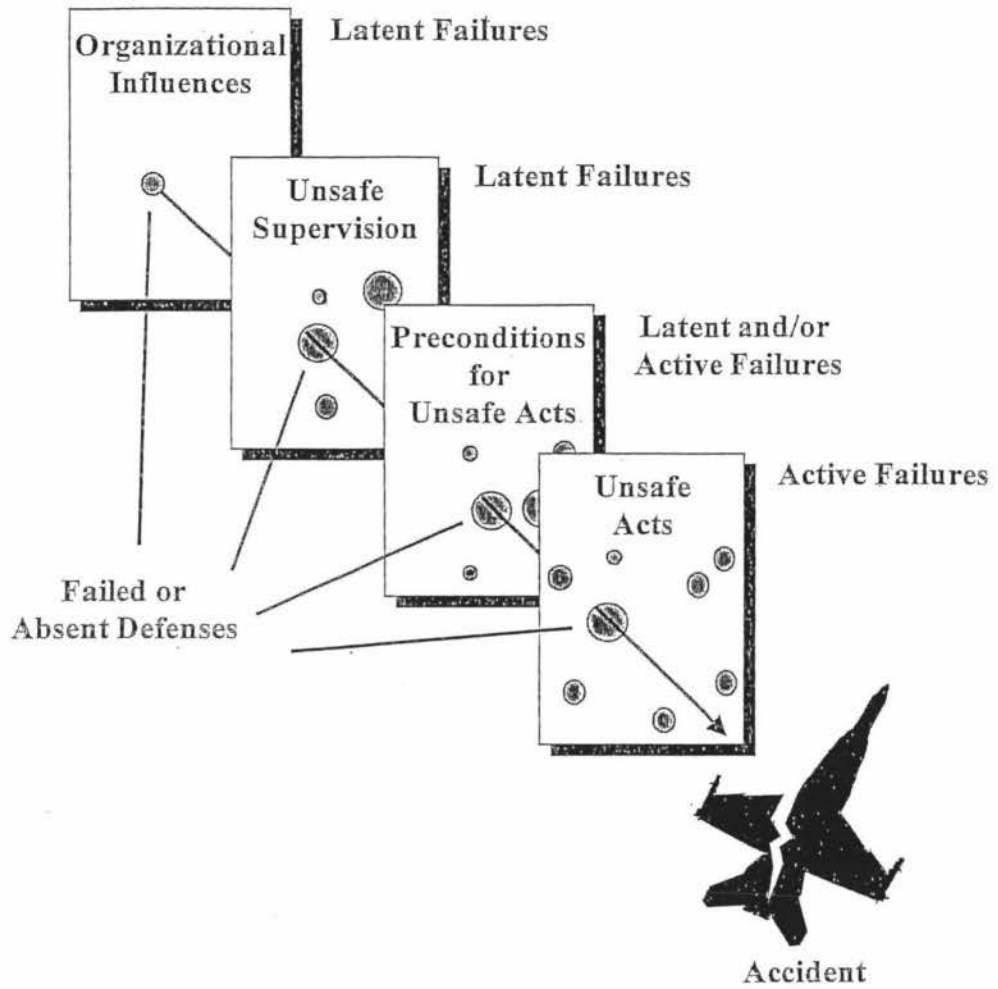 Organizational
Influences
Latent Failures
Unsafe
Supervision
Latent Failures
Preconditions
for
Unsafe Acts
Latent and/or
Active Failures
Unsafe
Acts
Active Failures
Failed or
Absent Defenses
Accident